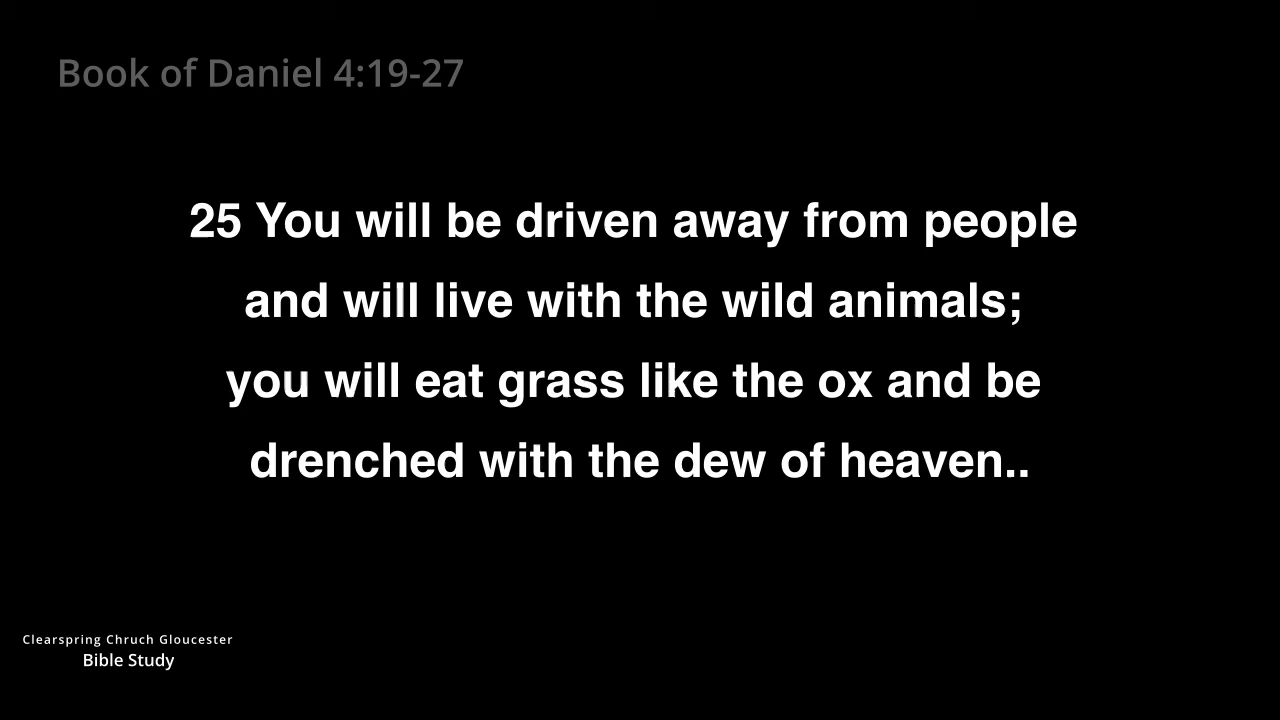 Book of Daniel 4:19-27
25 You will be driven away from people
and will live with the wild animals;
you will eat grass like the ox and be
drenched with the dew of heaven..
Clearspring Chruch Gloucester
Bible Study